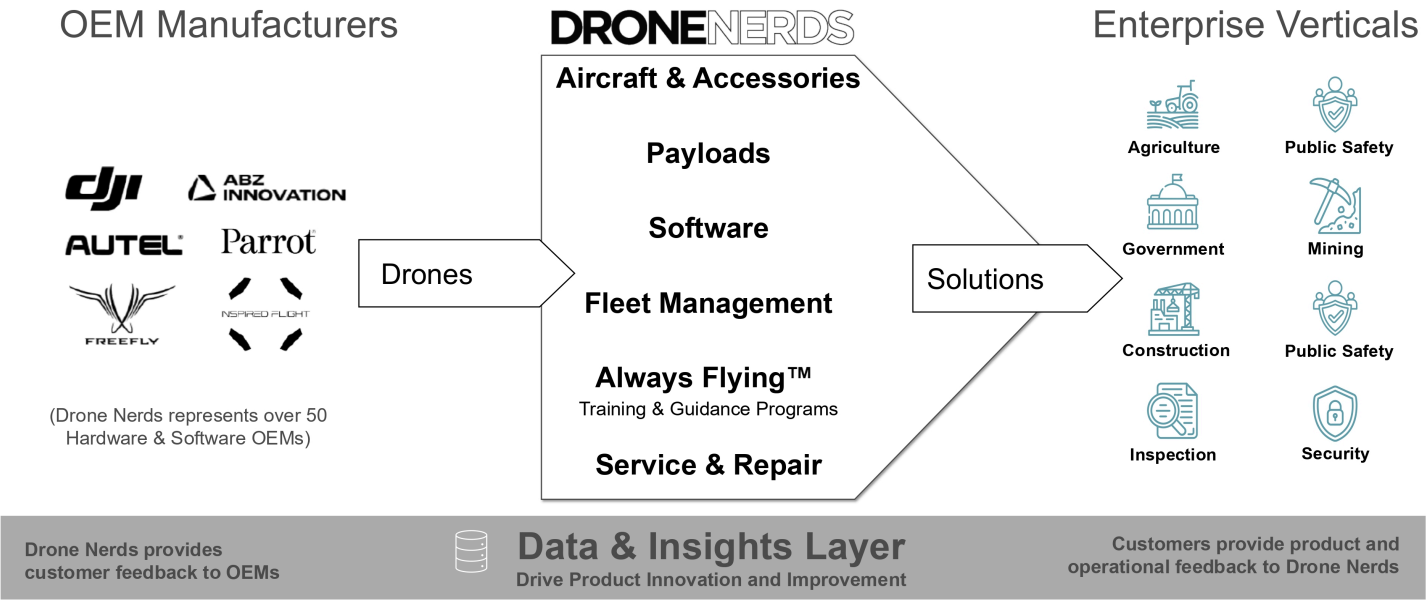 OEM Manufacturers
DRONENERDS
Enterprise Verticals
dji
ABZ
INNOVATION
AUTEL
Parrot
FREEFLY
INSPIRED FLIGHT
(Drone Nerds represents over 50
Hardware & Software OEMs)
Drones
Aircraft & Accessories
Payloads
Software
Fleet Management
Always Flying™
Training & Guidance Programs
Service & Repair
Solutions
Agriculture
Public Safety
Government
Mining
Construction
Public Safety
Inspection
Security
Drone Nerds provides
customer feedback to OEMs
Data & Insights Layer
Drive Product Innovation and Improvement
Customers provide product and
operational feedback to Drone Nerds